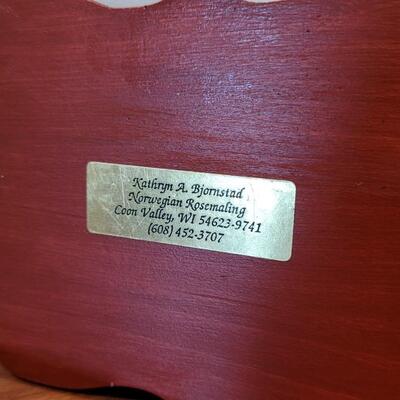 Kathryn A. Bjornstad
Norwegian Rosemaling
Coon Valley, WI 54623-9741
(608) 452-3707